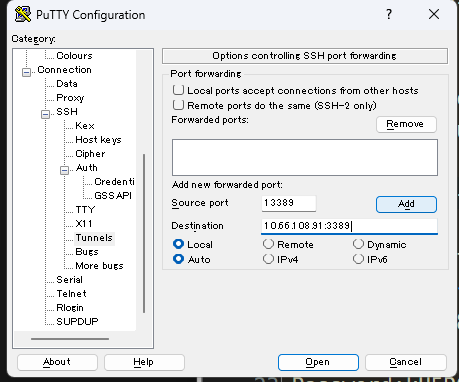 PuTTY Configuration
Category:
Colours
Connection
Data
Proxy
SSH
Kex
Host keys
Cipher
Auth
Credenti
GSSAPI
TTY
X11
Tunnels
Bugs
More bugs
Serial
Telnet
Rlogin
SUPDUP
Options controlling SSH port forwarding
Port forwarding
Local ports accept connections from other hosts
Remote ports do the same (SSH-2 only)
Forwarded ports:
Remove
Add new forwarded port:
Source port 13389 Add
Destination 10.66.108.91:3389
Local Remote Dynamic
Auto IPv4 IPv6
About Help Open Cancel